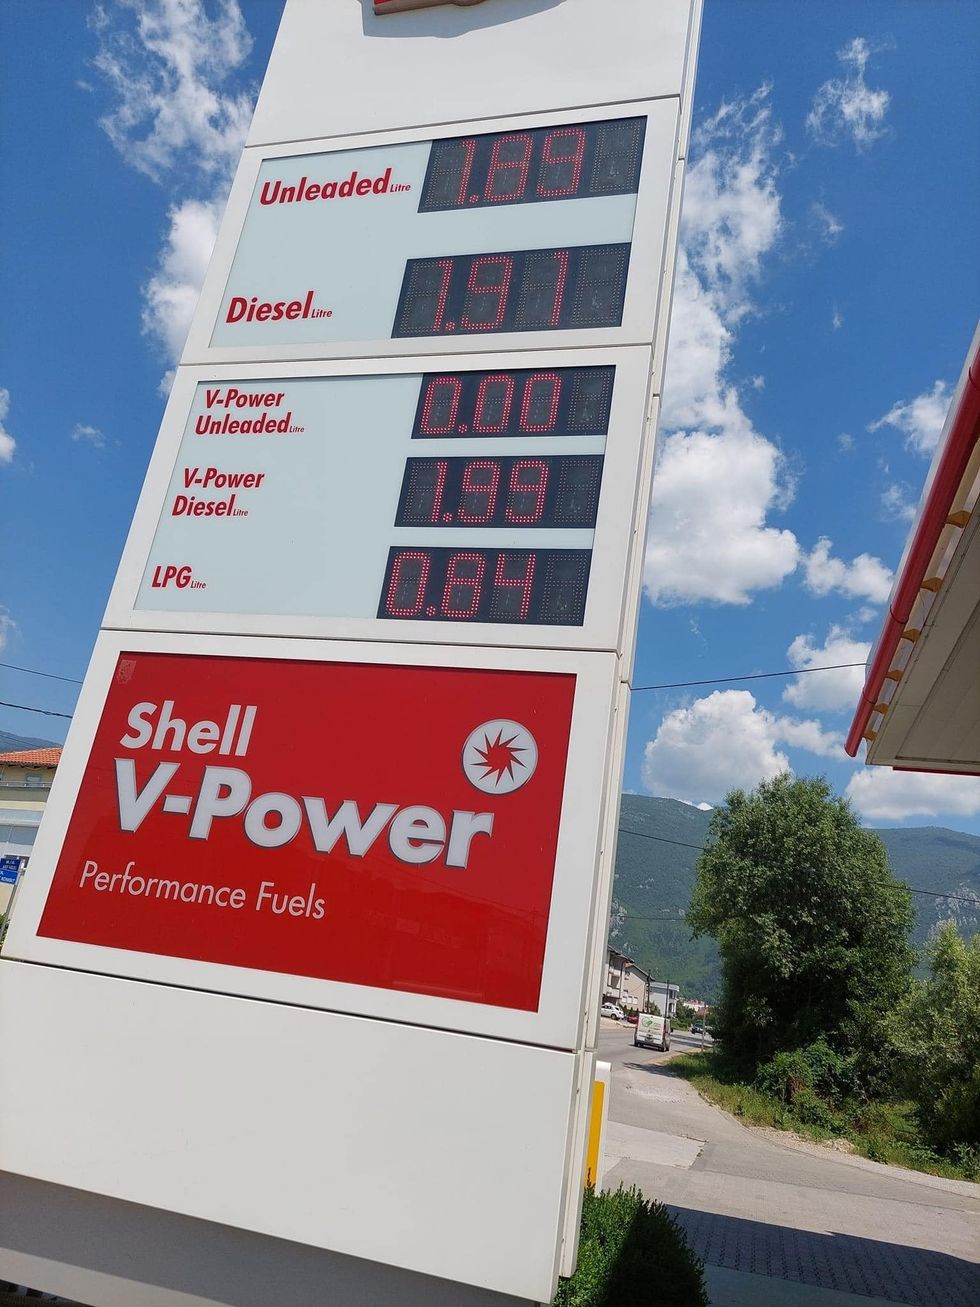 Unleaded Litre 1.89
Diesel Litre 1.91
V-Power
Unleaded Litre 0.00
V-Power
Diesel Litre 1.99
LPG Litre 0.84
Shell
V-Power
Performance Fuels